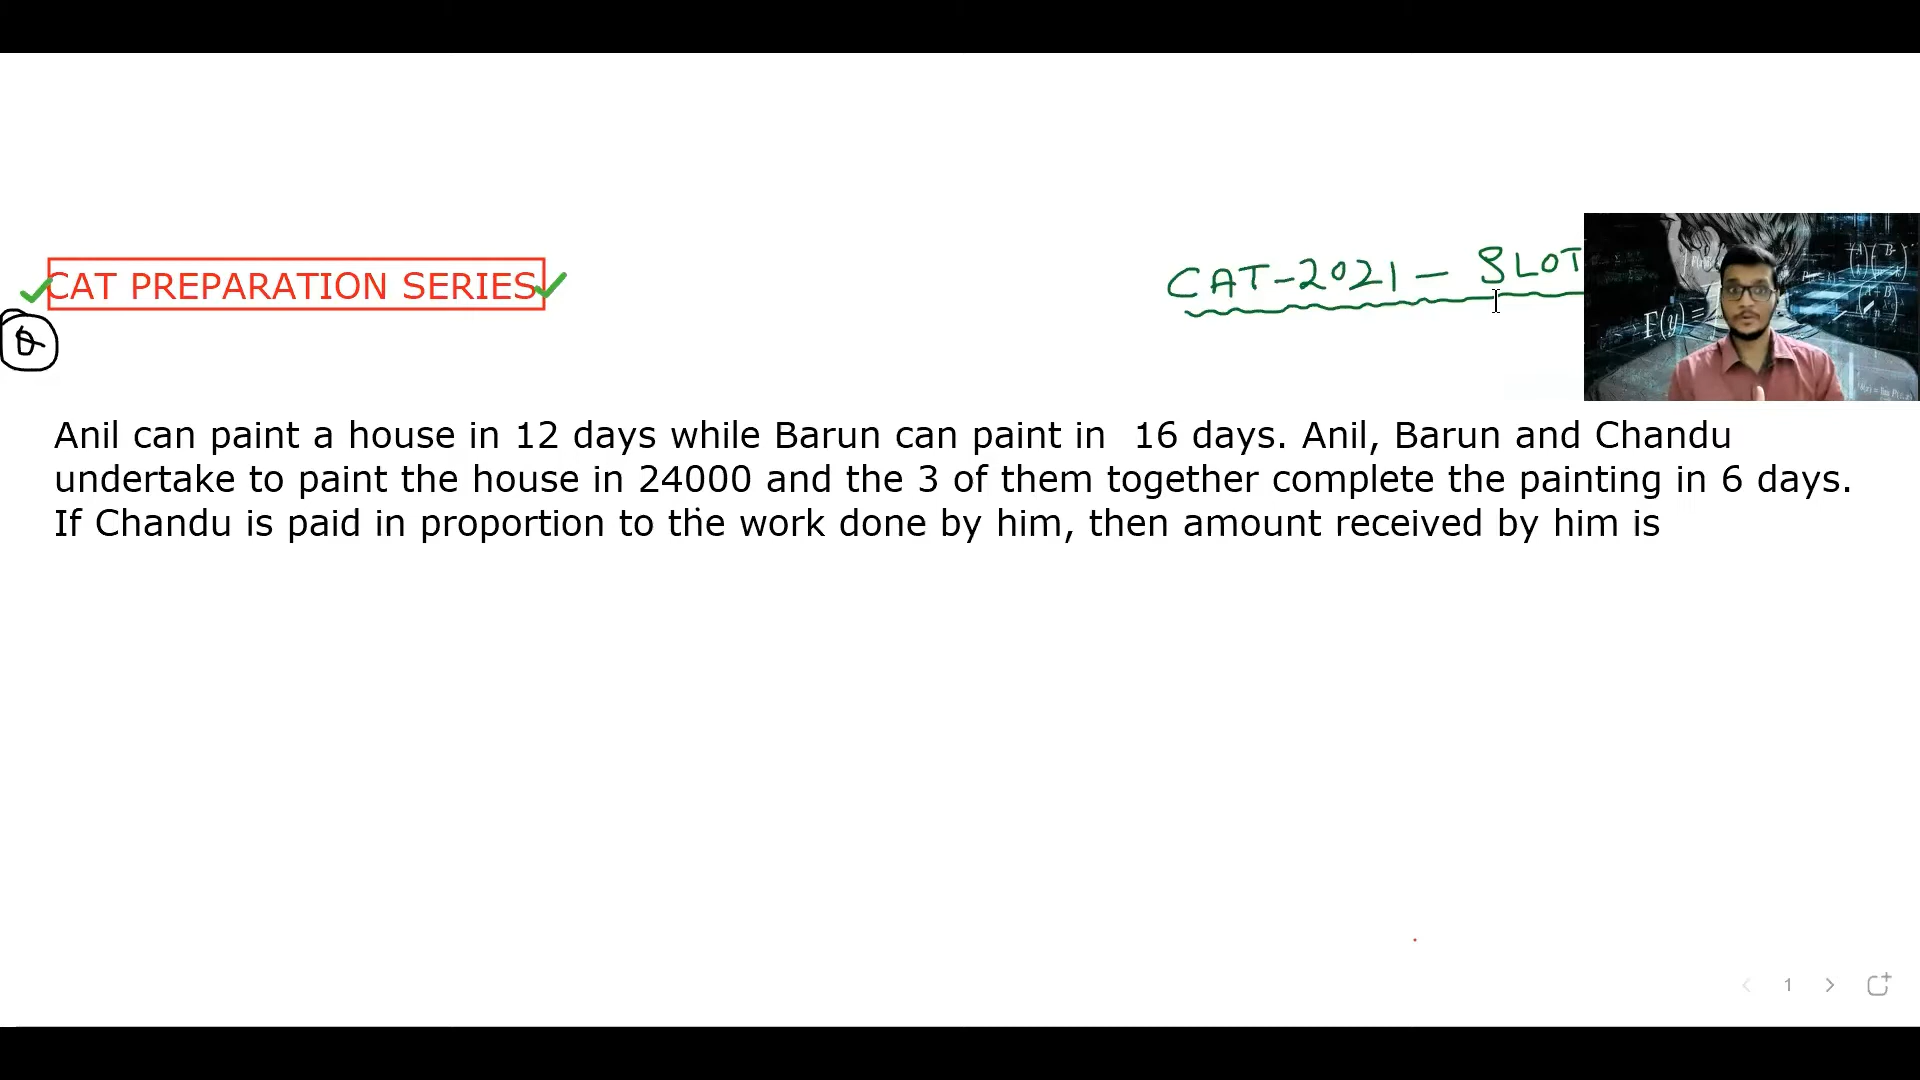 CAT PREPARATION SERIES
CAT-2021 - SLOT
Q
F(y) =
Anil can paint a house in 12 days while Barun can paint in 16 days. Anil, Barun and Chandu
undertake to paint the house in 24000 and the 3 of them together complete the painting in 6 days.
If Chandu is paid in proportion to the work done by him, then amount received by him is
1